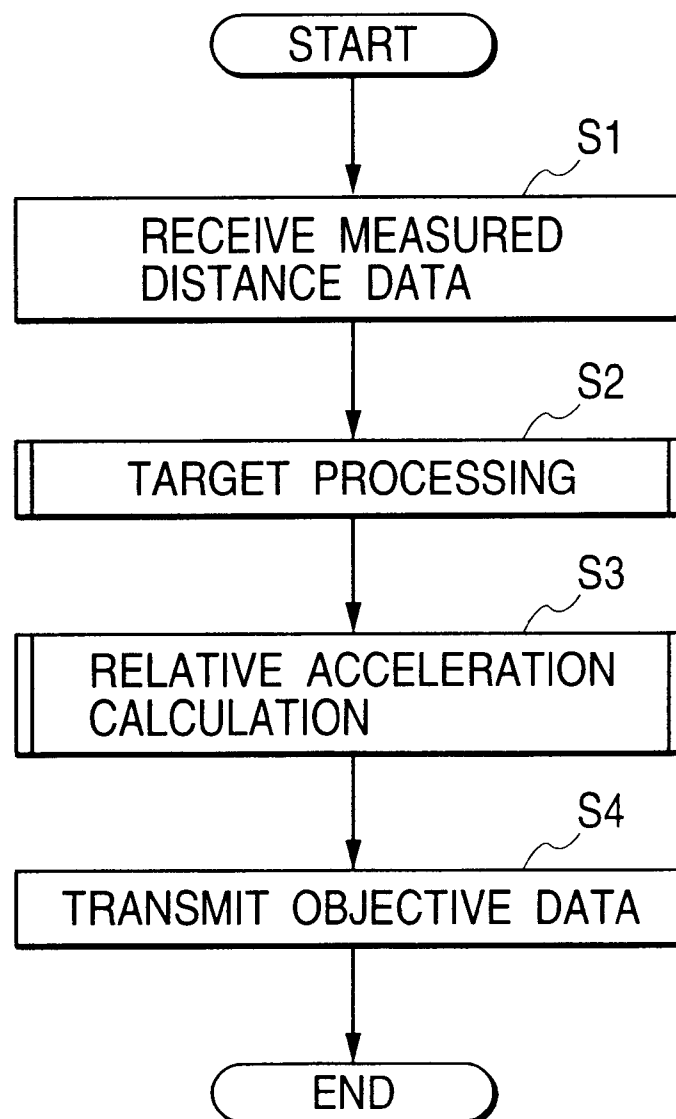 START
S1
RECEIVE MEASURED
DISTANCE DATA
S2
TARGET PROCESSING
S3
RELATIVE ACCELERATION
CALCULATION
S4
TRANSMIT OBJECTIVE DATA
END